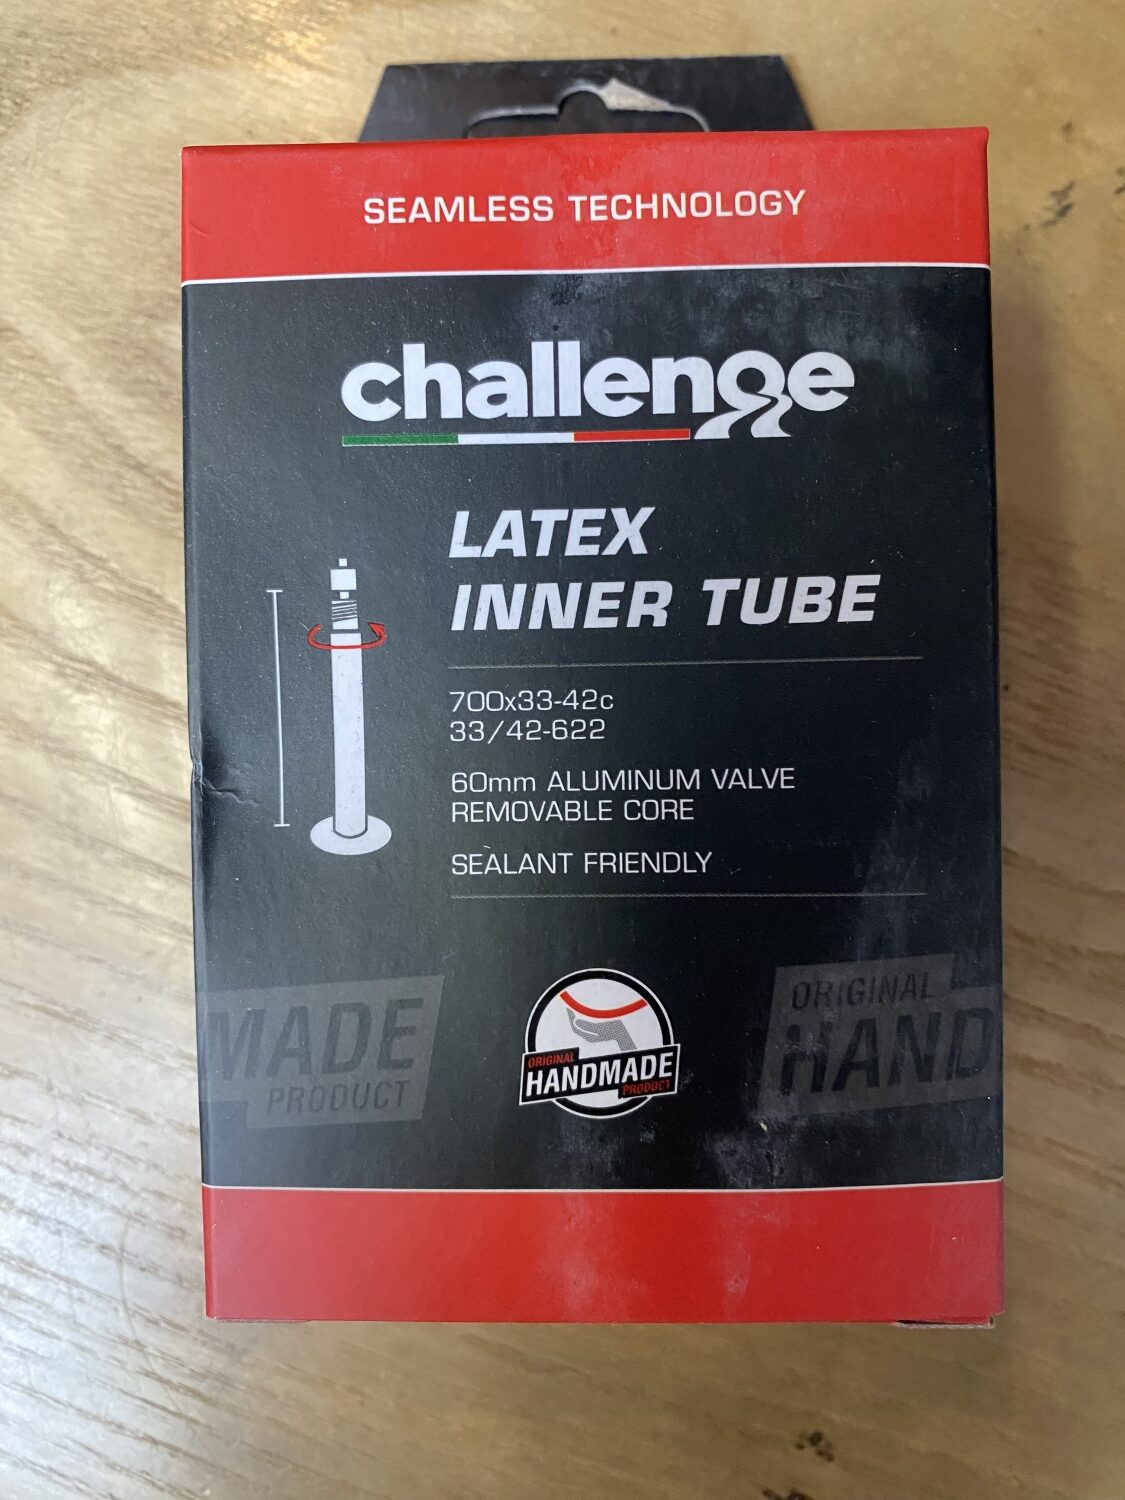 SEAMLESS TECHNOLOGY
challenge
LATEX
INNER TUBE
700x33-42c
33/42-622
60mm ALUMINUM VALVE
REMOVABLE CORE
SEALANT FRIENDLY
MADE
PRODUCT
ORIGINAL
HANDMADE
PRODUCT
ORIGINAL
HAND